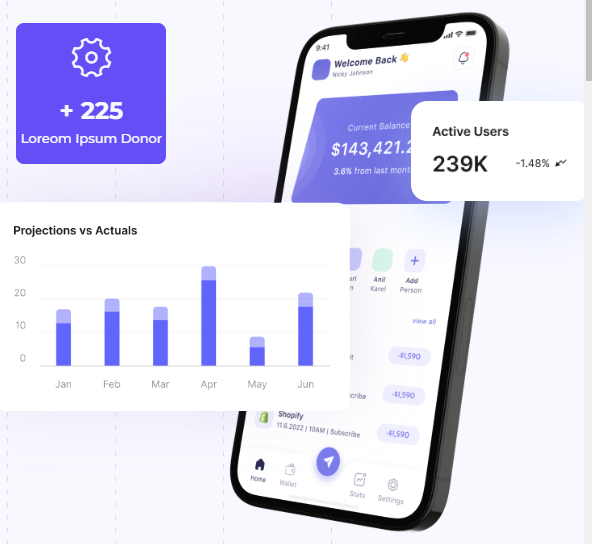 + 225
Loreom Ipsum Donor
9:41
Welcome Back 👋
Nicky Johnson
Current Balance
$143,421.2
3.6% from last mont
Active Users
239K
-1.48%
Projections vs Actuals
30
20
10
0
Jan Feb Mar Apr May Jun
Anil
Karel
Add
Person
view all
-$1,590
-$1,590
Shopify
11.6.2022 | 10AM | Subscribe
-$1,590
Home
Wallet
Stats
Settings